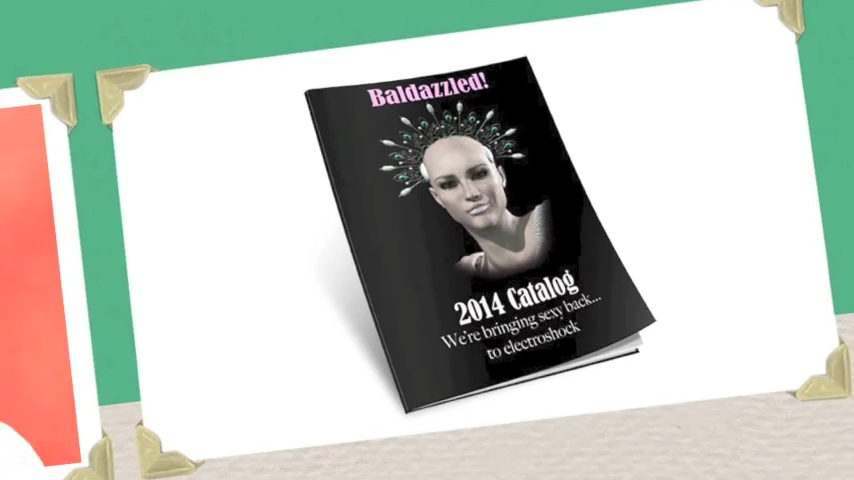 Baldazzled!
2014 Catalog
We're bringing sexy back...
to electroshock